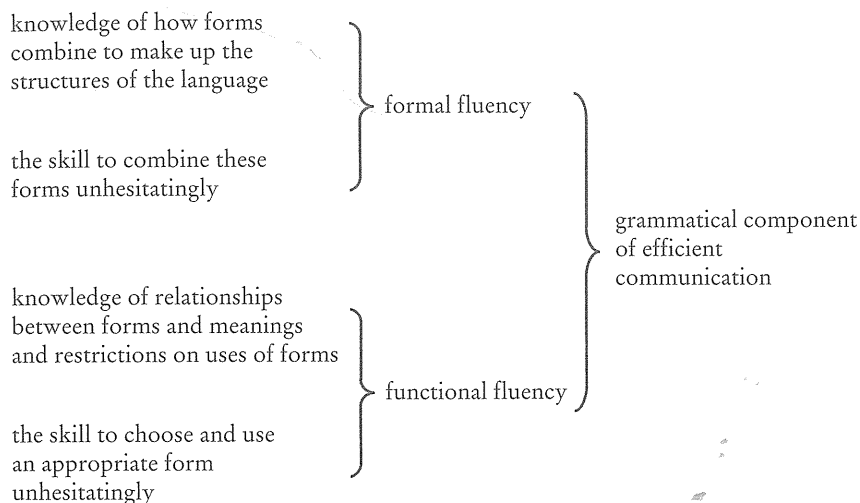 knowledge of how forms
combine to make up the
structures of the language
formal fluency
the skill to combine these
forms unhesitatingly
grammatical component
of efficient
communication
knowledge of relationships
between forms and meanings
and restrictions on uses of forms
functional fluency
the skill to choose and use
an appropriate form
unhesitatingly